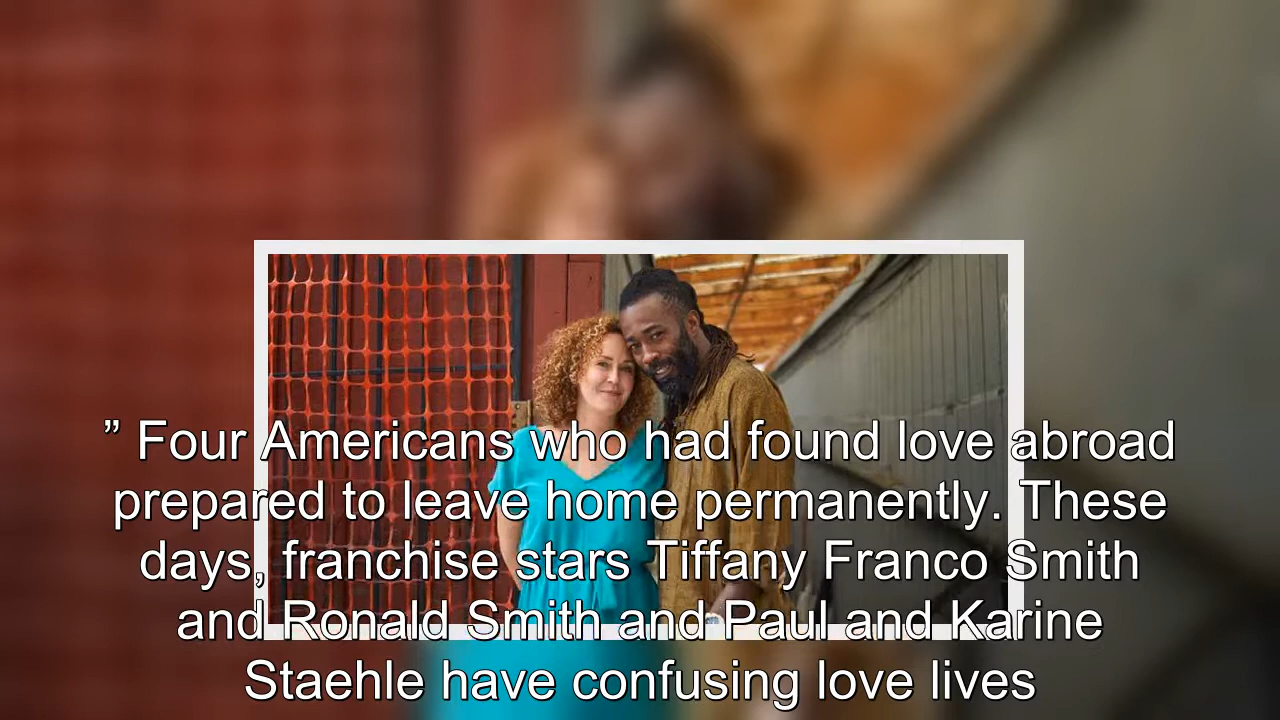 ” Four Americans who had found love abroad
prepared to leave home permanently. These
days, franchise stars Tiffany Franco Smith
and Ronald Smith and Paul and Karine
Staehle have confusing love lives